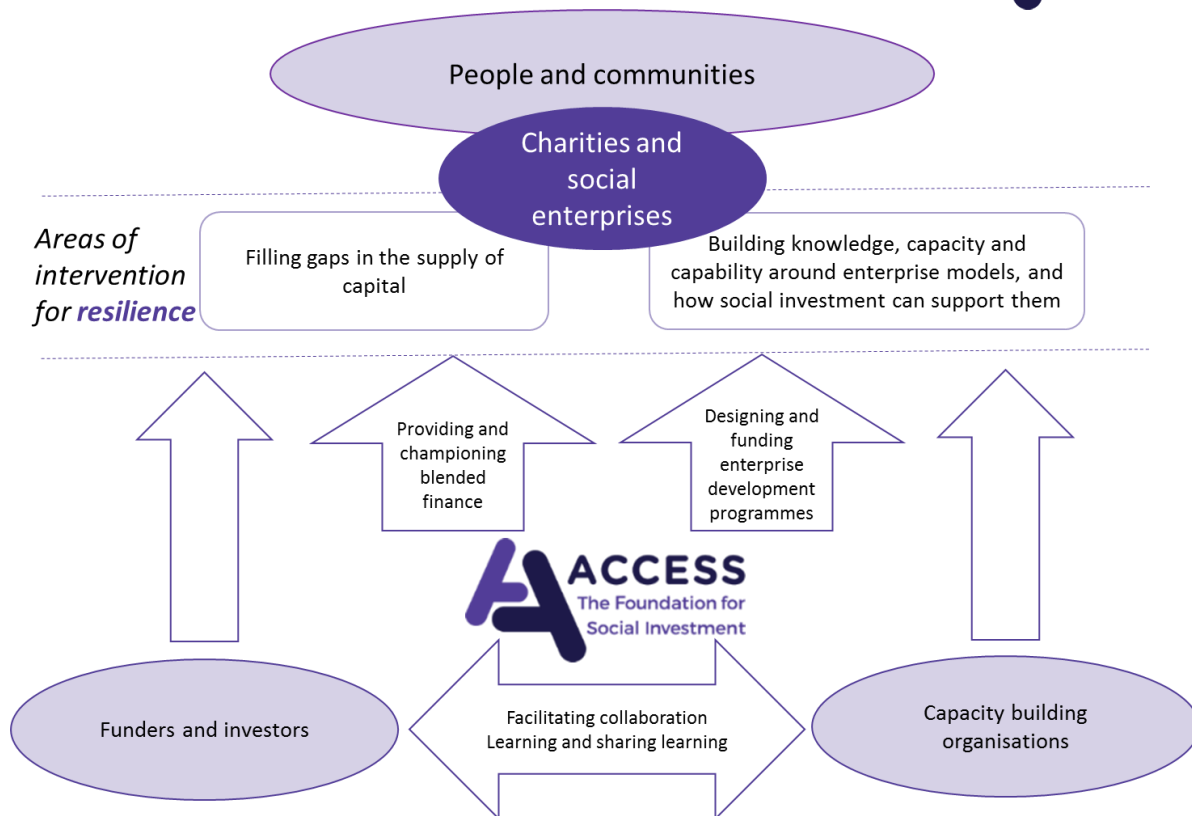 People and communities
Charities and
social
enterprises
Areas of
intervention
for resilience
Filling gaps in the supply of
capital
Building knowledge, capacity and
capability around enterprise models, and
how social investment can support them
Providing and
championing
blended
finance
Designing and
funding
enterprise
development
programmes
ACCESS
The Foundation for
Social Investment
Funders and investors
Facilitating collaboration
Learning and sharing learning
Capacity building
organisations